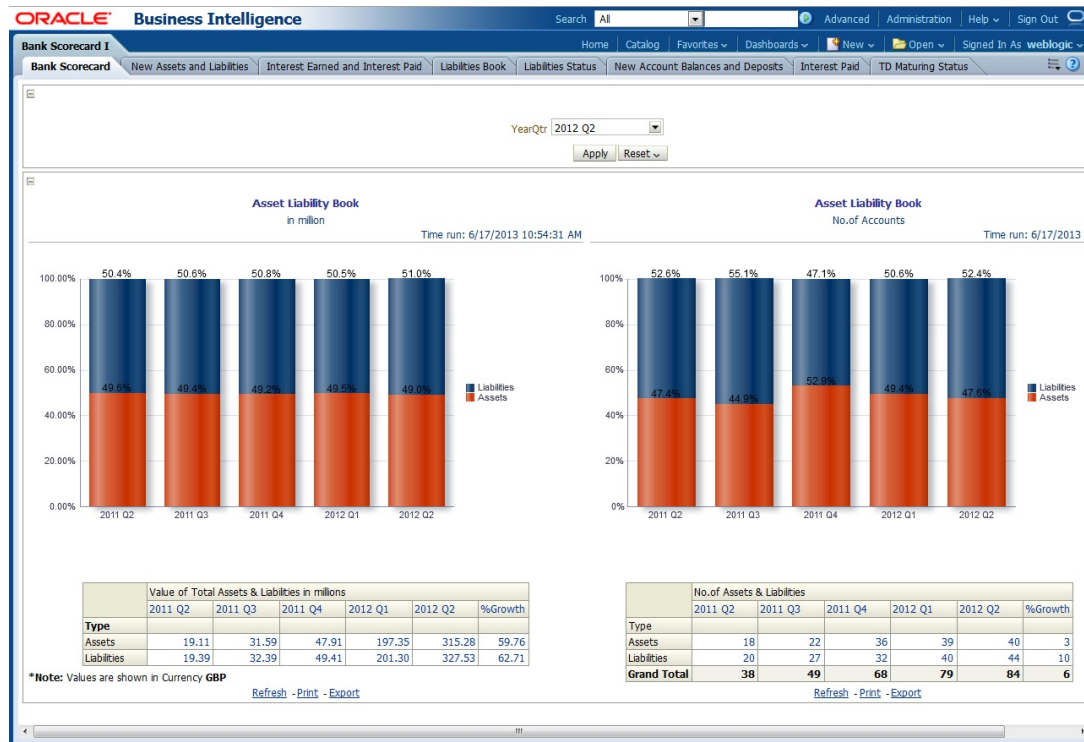 ORACLE Business Intelligence Search All Advanced Administration Help Sign Out
Bank Scorecard I Home Catalog Favorites Dashboards New Open Signed In As weblogic
Bank Scorecard New Assets and Liabilities Interest Earned and Interest Paid Liabilities Book Liabilities Status New Account Balances and Deposits Interest Paid TD Maturing Status
YearQtr 2012 Q2
Apply Reset
Asset Liability Book
in million
Time run: 6/17/2013 10:54:31 AM
50.4% 50.6% 50.8% 50.5% 51.0%
100.00%
80.00%
60.00%
49.6% 49.4% 49.2% 49.5% 49.0%
Liabilities
Assets
40.00%
20.00%
0.00%
2011 Q2 2011 Q3 2011 Q4 2012 Q1 2012 Q2
Value of Total Assets & Liabilities in millions
2011 Q2 2011 Q3 2011 Q4 2012 Q1 2012 Q2 %Growth
Type
Assets 19.11 31.59 47.91 197.35 315.28 59.76
Liabilities 19.39 32.39 49.41 201.30 327.53 62.71
*Note: Values are shown in Currency GBP
Refresh - Print - Export
Asset Liability Book
No.of Accounts
Time run: 6/17/2013
52.6% 55.1% 47.1% 50.6% 52.4%
100%
80%
60%
47.4% 44.9% 52.9% 49.4% 47.6%
Liabilities
Assets
40%
20%
0%
2011 Q2 2011 Q3 2011 Q4 2012 Q1 2012 Q2
No.of Assets & Liabilities
2011 Q2 2011 Q3 2011 Q4 2012 Q1 2012 Q2 %Growth
Type
Assets 18 22 36 39 40 3
Liabilities 20 27 32 40 44 10
Grand Total 38 49 68 79 84 6
Refresh - Print - Export